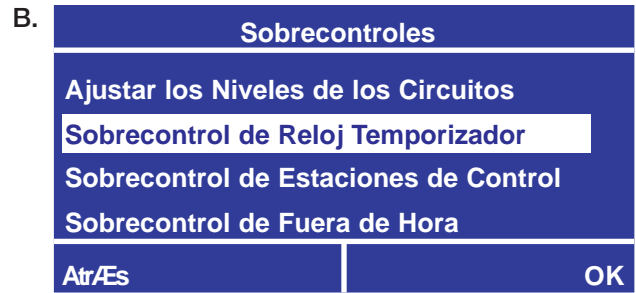 B.
Sobrecontroles
Ajustar los Niveles de los Circuitos
Sobrecontrol de Reloj Temporizador
Sobrecontrol de Estaciones de Control
Sobrecontrol de Fuera de Hora
AtrÆs OK